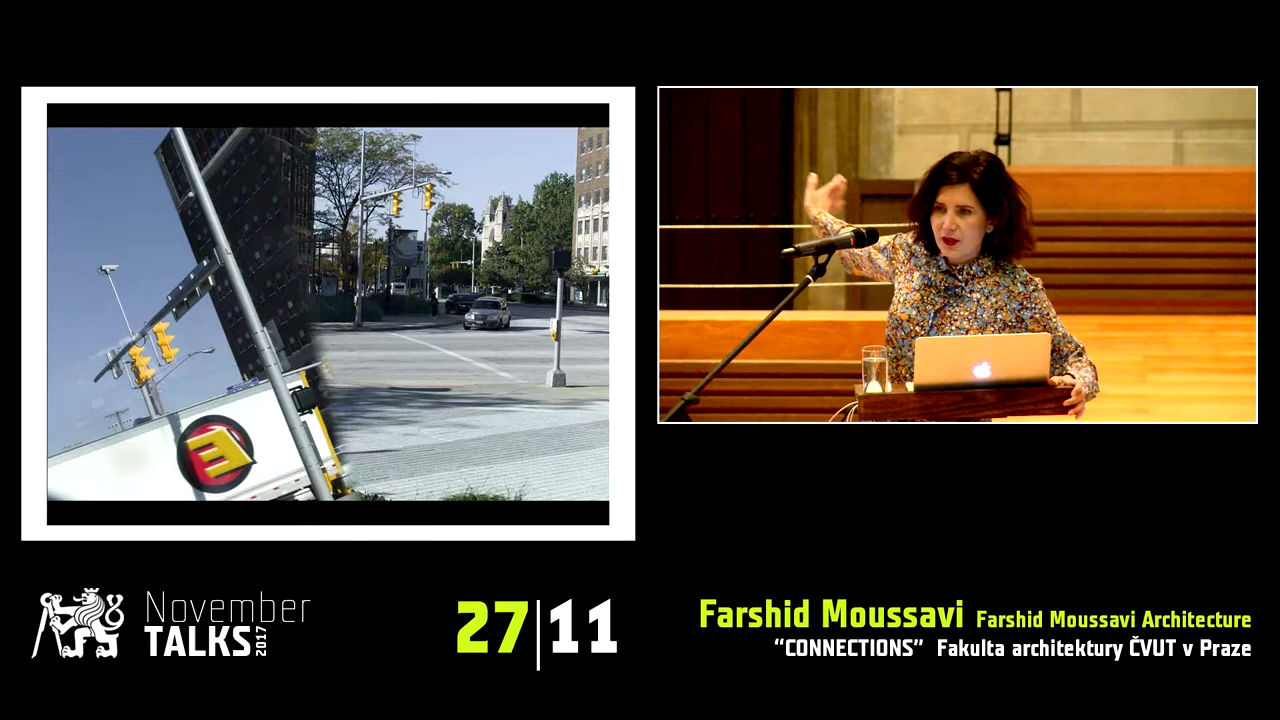 November
TALKS 2017
27|11
Farshid Moussavi Farshid Moussavi Architecture
“CONNECTIONS” Fakulta architektury ČVUT v Praze